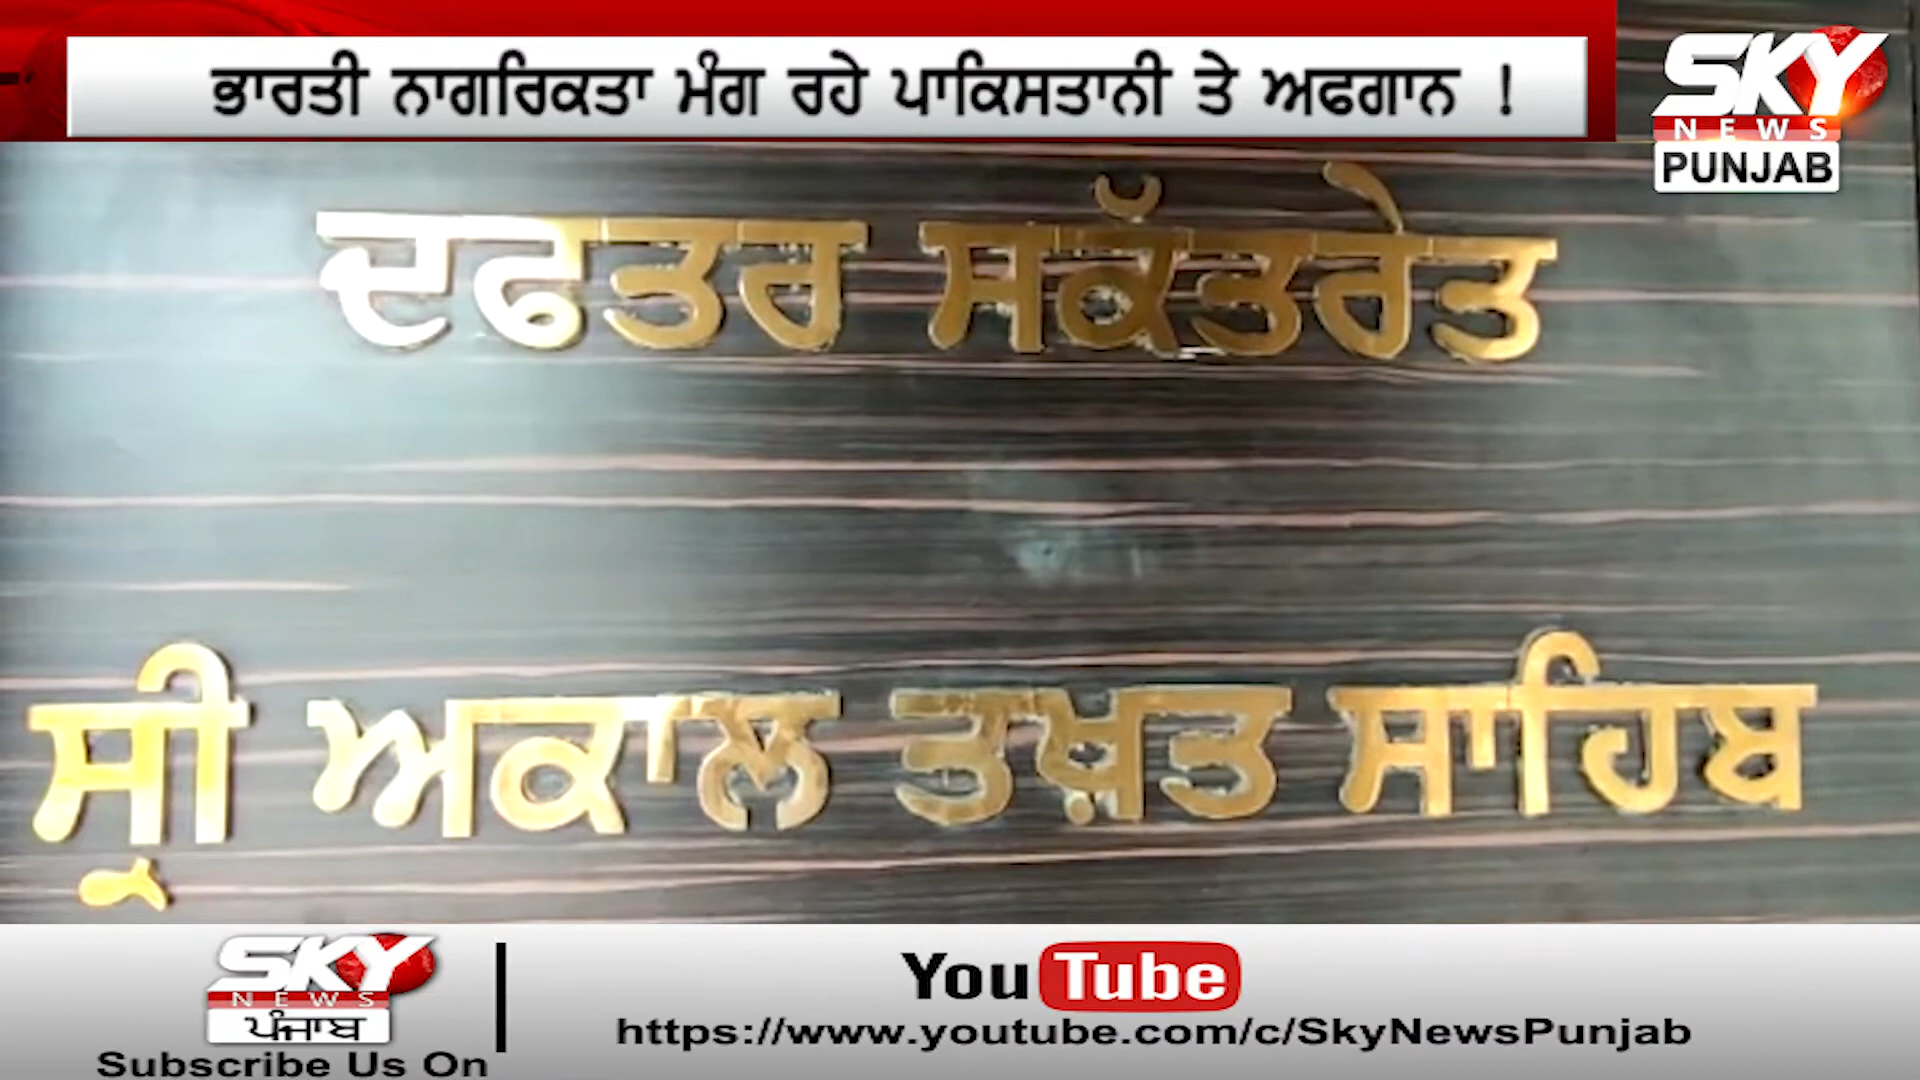 ਭਾਰਤੀ ਨਾਗਰਿਕਤਾ ਮੰਗ ਰਹੇ ਪਾਕਿਸਤਾਨੀ ਤੇ ਅਫਗਾਨ !
SKY
NEWS
PUNJAB
ਦਫਤਰ ਸਕੱਤਰੇਤ
ਸ੍ਰੀ ਅਕਾਲ ਤਖ਼ਤ ਸਾਹਿਬ
SKY
NEWS
ਪੰਜਾਬ
Subscribe Us On
YouTube
https://www.youtube.com/c/SkyNewsPunjab